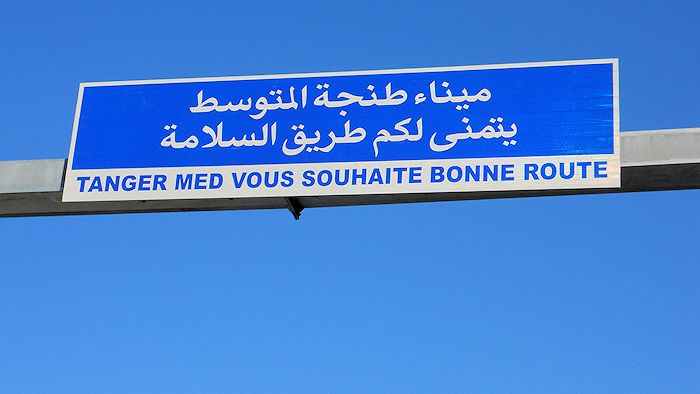 ميناء طنجة المتوسط
يتمنى لكم طريق السلامة
TANGER MED VOUS SOUHAITE BONNE ROUTE